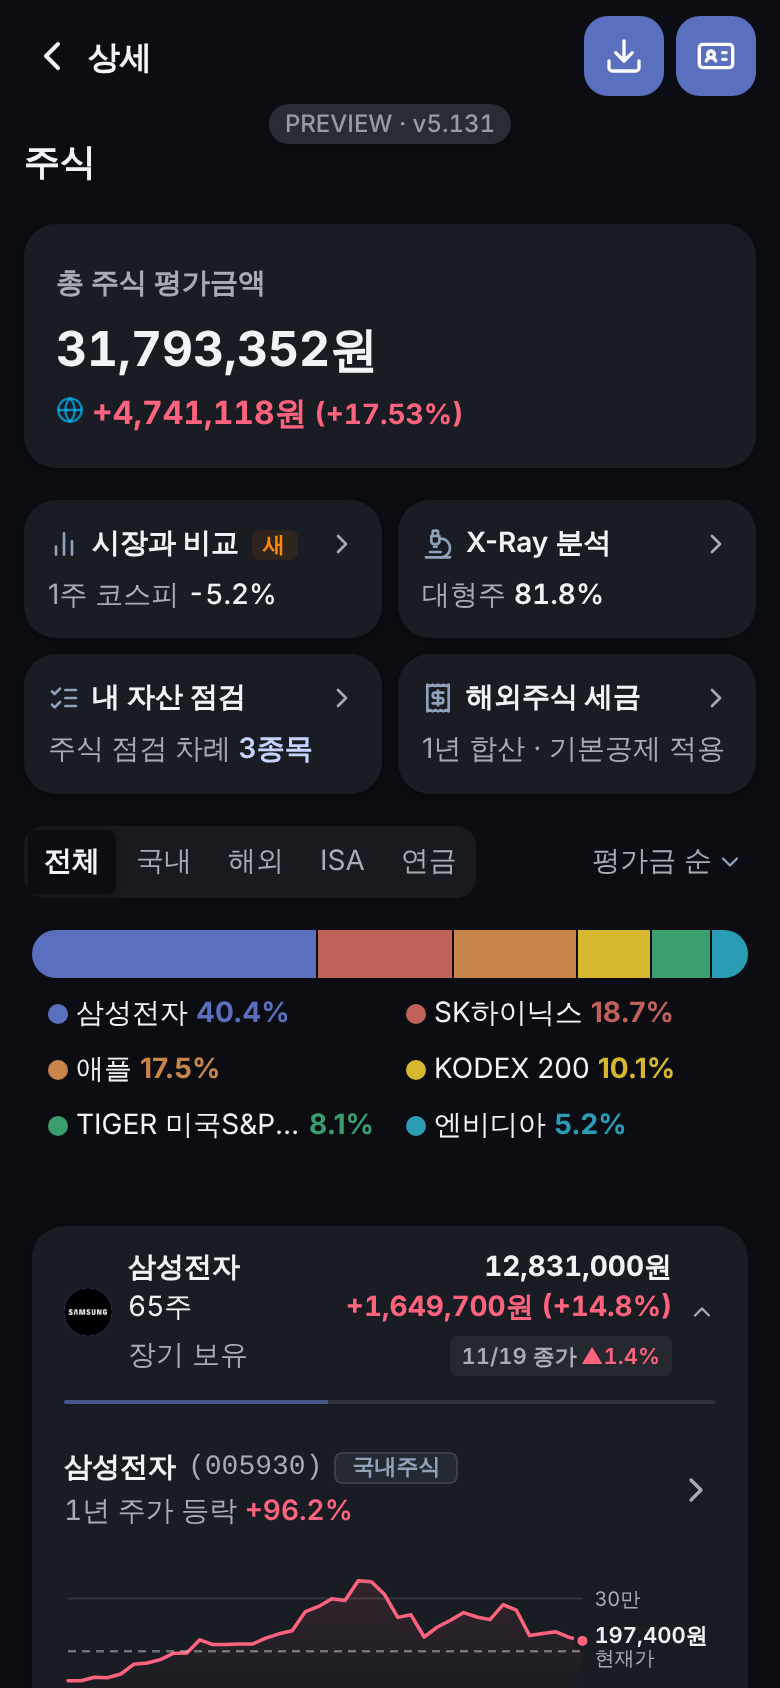 상세
PREVIEW · v5.131
주식
총 주식 평가금액
31,793,352원
+4,741,118원 (+17.53%)
시장과 비교 새
1주 코스피 -5.2%
X-Ray 분석
대형주 81.8%
내 자산 점검
주식 점검 차례 3종목
해외주식 세금
1년 합산 · 기본공제 적용
전체 국내 해외 ISA 연금 평가금 순
삼성전자 40.4% SK하이닉스 18.7%
애플 17.5% KODEX 200 10.1%
TIGER 미국S&P... 8.1% 엔비디아 5.2%
SAMSUNG
삼성전자 12,831,000원
65주 +1,649,700원 (+14.8%)
장기 보유 11/19 종가 ▲1.4%
삼성전자 (005930) 국내주식
1년 주가 등락 +96.2%
30만
197,400원
현재가